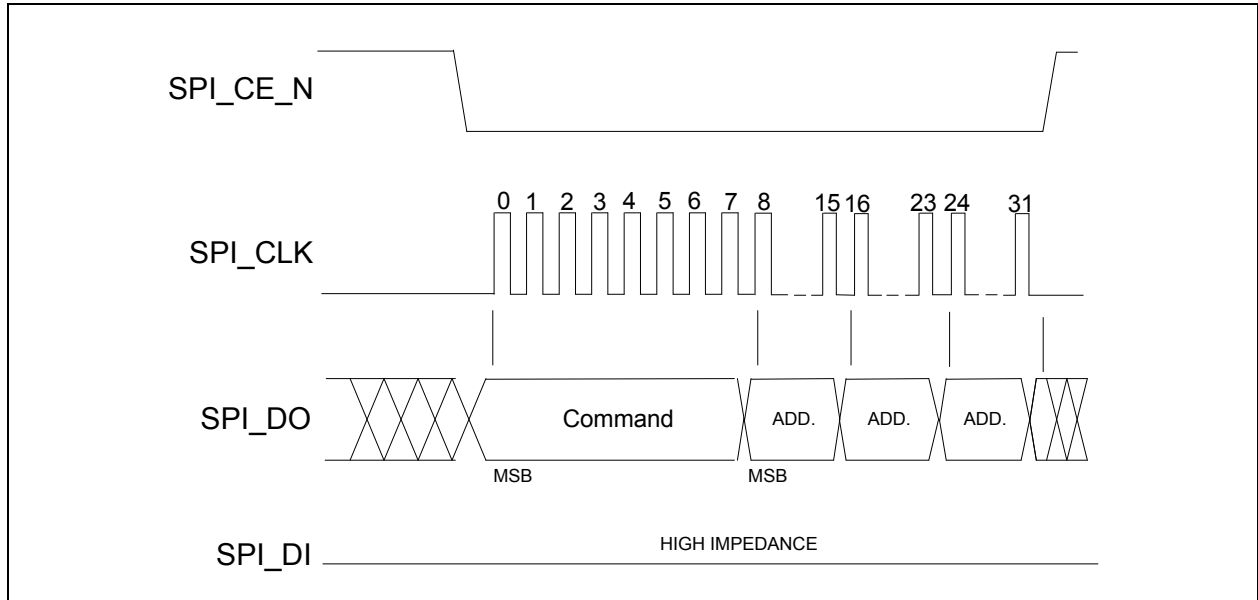 SPI_CE_N
0 1 2 3 4 5 6 7 8 15 16 23 24 31
SPI_CLK
SPI_DO
Command ADD. ADD. ADD.
MSB MSB
HIGH IMPEDANCE
SPI_DI